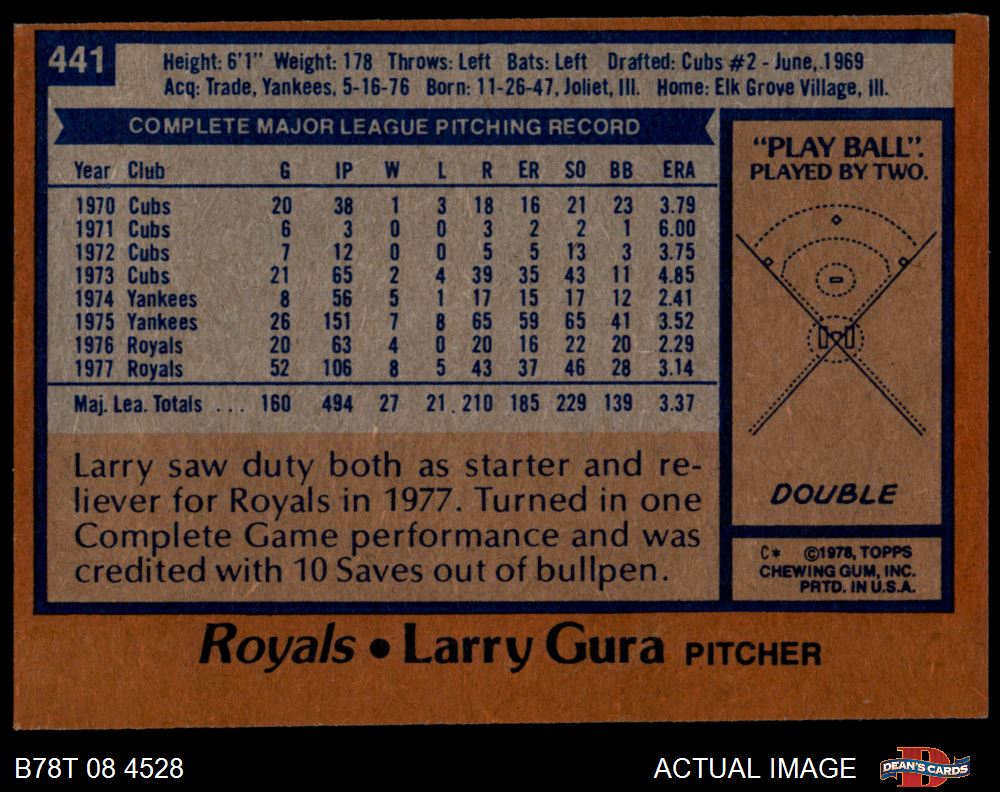 441
Height: 6'1" Weight: 178 Throws: Left Bats: Left Drafted: Cubs #2 - June, 1969
Acq: Trade, Yankees, 5-16-76 Born: 11-26-47, Joliet, Ill. Home: Elk Grove Village, Ill.
COMPLETE MAJOR LEAGUE PITCHING RECORD
Year Club G IP W L R ER SO BB ERA
1970 Cubs 20 38 1 3 18 16 21 23 3.79
1971 Cubs 6 3 0 0 3 2 2 1 6.00
1972 Cubs 7 12 0 0 5 5 13 3 3.75
1973 Cubs 21 65 2 4 39 35 43 11 4.85
1974 Yankees 8 56 5 1 17 15 17 12 2.41
1975 Yankees 26 151 7 8 65 59 65 41 3.52
1976 Royals 20 63 4 0 20 16 22 20 2.29
1977 Royals 52 106 8 5 43 37 46 28 3.14
Maj. Lea. Totals ... 160 494 27 21 210 185 229 139 3.37
Larry saw duty both as starter and re-
liever for Royals in 1977. Turned in one
Complete Game performance and was
credited with 10 Saves out of bullpen.
"PLAY BALL".
PLAYED BY TWO.
DOUBLE
C* ©1978, TOPPS
CHEWING GUM, INC.
PRTD. IN U.S.A.
Royals • Larry Gura PITCHER
B78T 08 4528
ACTUAL IMAGE
D
DEAN'S CARDS